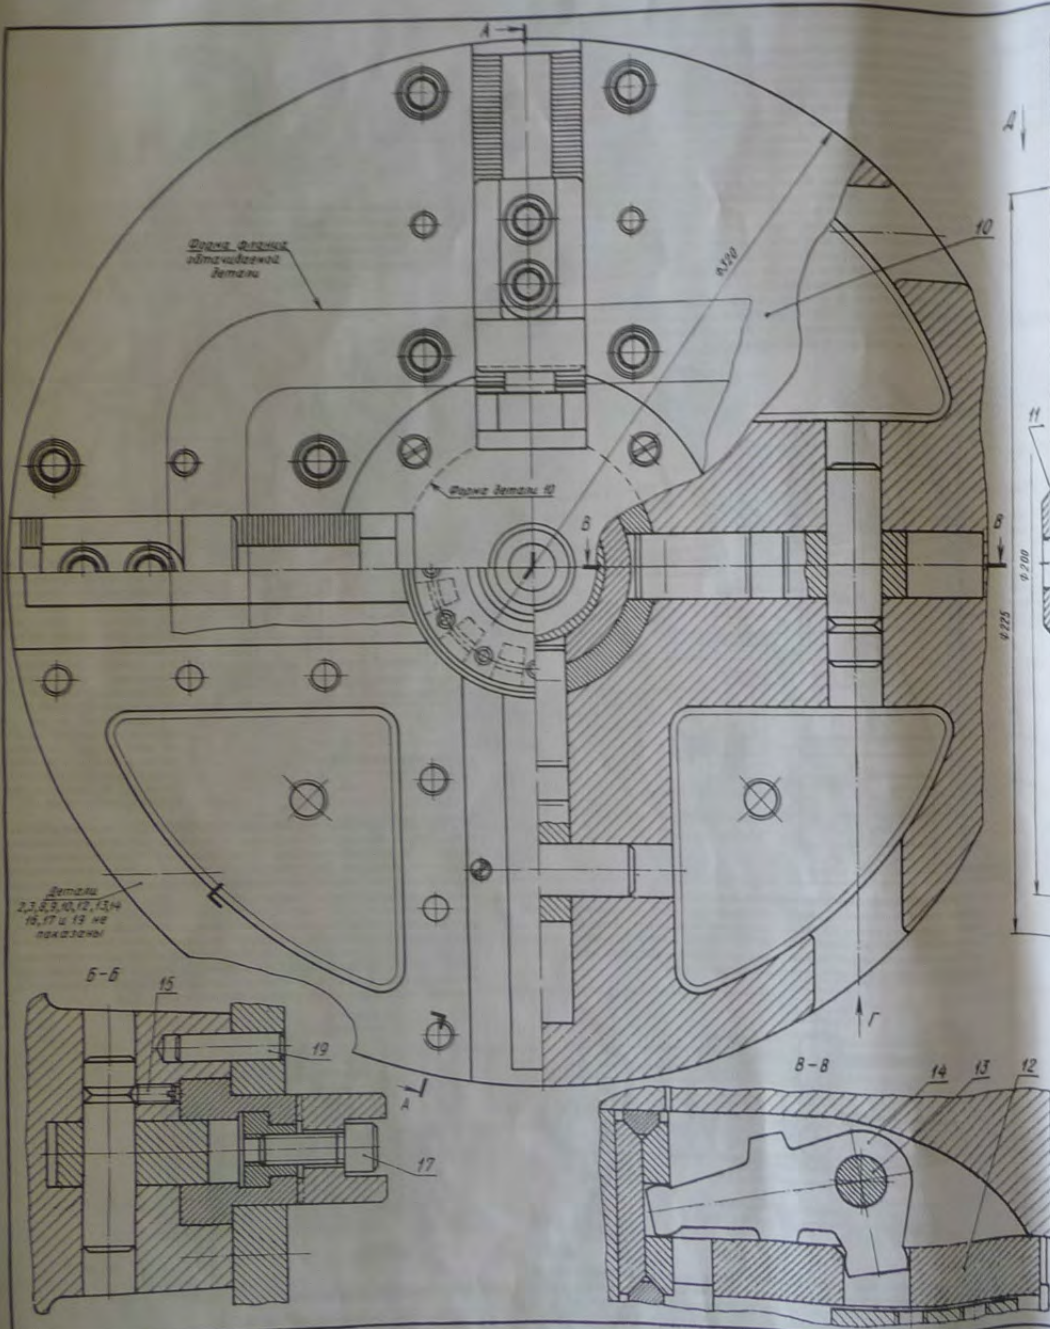 А
Д
10
Форма фланца
обтачиваемой
детали
Ф320
11
Форма детали 10
В
В
Ф200
Ф225
Детали
2,3,8,9,10,12,13,14
16,17 и 19 не
показаны
Б-Б
15
19
17
А
Г
В-В
14
13
12